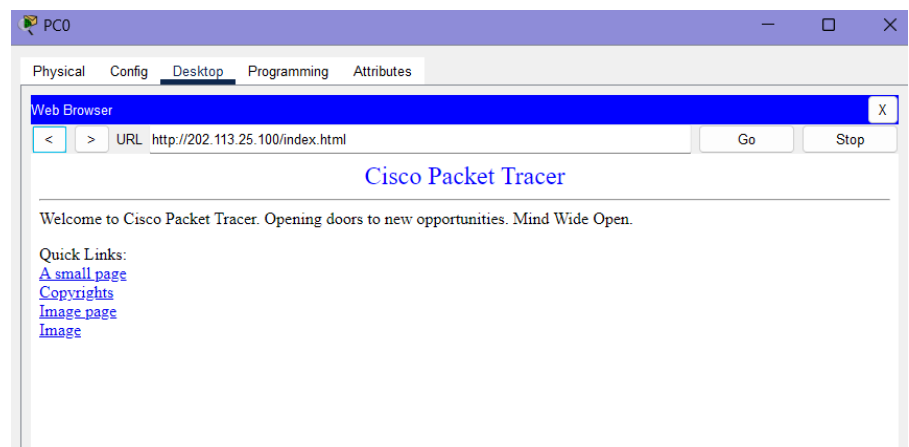 PC0
Physical Config Desktop Programming Attributes
Web Browser X
< > URL http://202.113.25.100/index.html Go Stop
Cisco Packet Tracer
Welcome to Cisco Packet Tracer. Opening doors to new opportunities. Mind Wide Open.
Quick Links:
A small page
Copyrights
Image page
Image